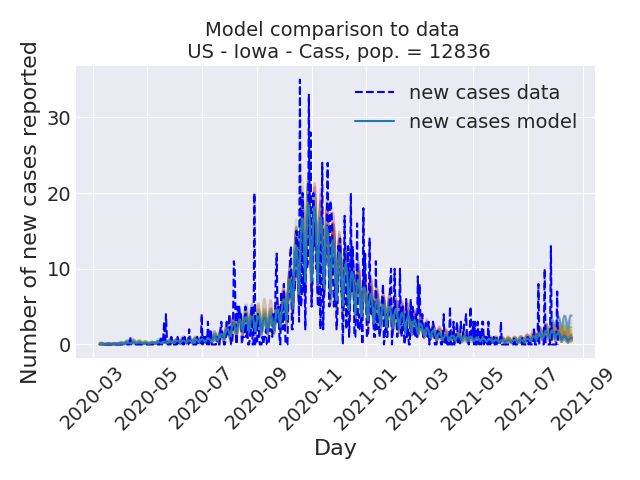 Model comparison to data
US - Iowa - Cass, pop. = 12836
new cases data
new cases model
Number of new cases reported
30
20
10
0
2020-03
2020-05
2020-07
2020-09
2020-11
2021-01
2021-03
2021-05
2021-07
2021-09
Day